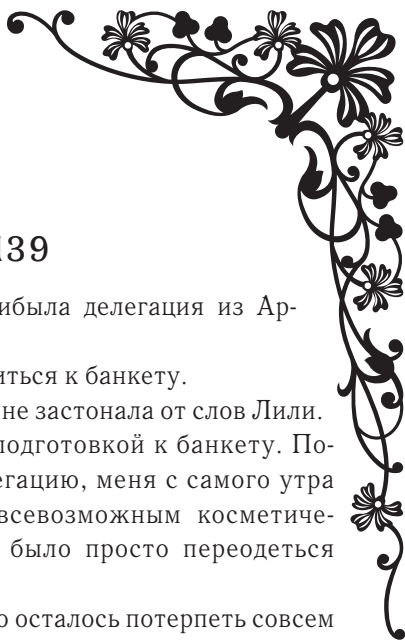 139
ибыла делегация из Ар-
иться к банкету.
не застонала от слов Лили.
подготовкой к банкету. По-
егацию, меня с самого утра
всевозможным косметиче-
было просто переодеться
о осталось потерпеть совсем